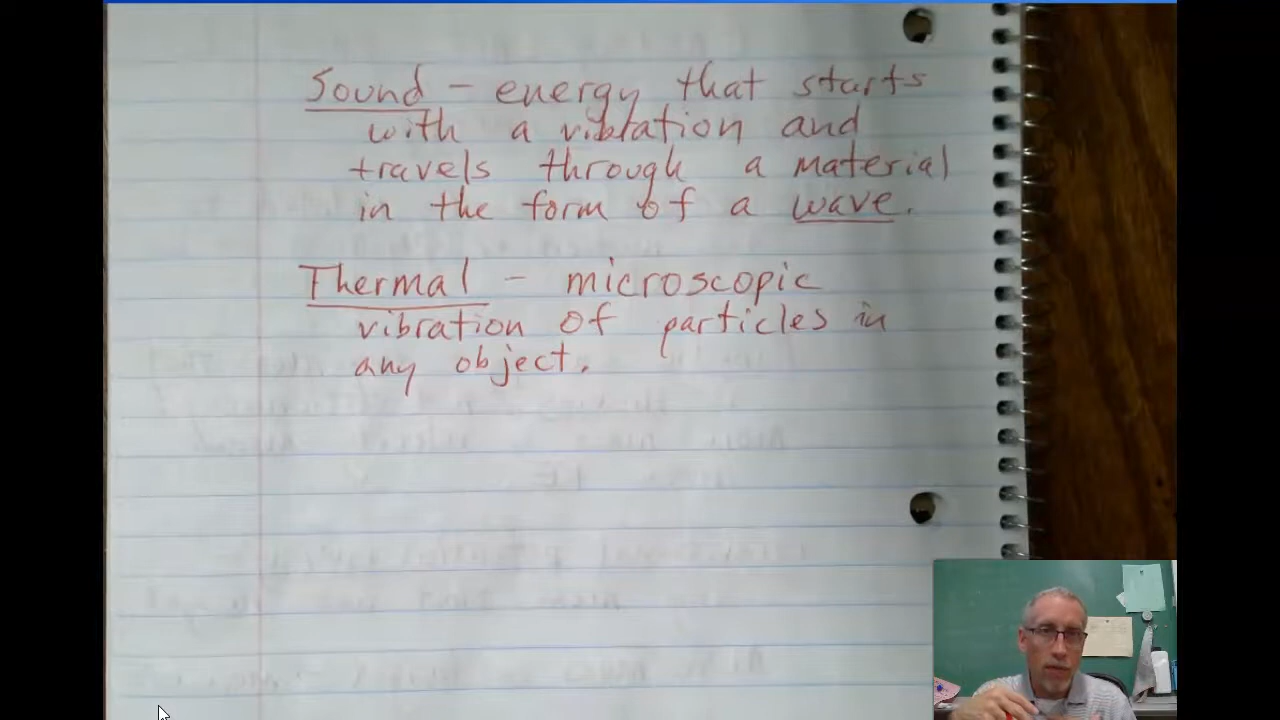 Sound - energy that starts
with a vibration and
travels through a material
in the form of a wave.
Thermal - microscopic
vibration of particles in
any object.